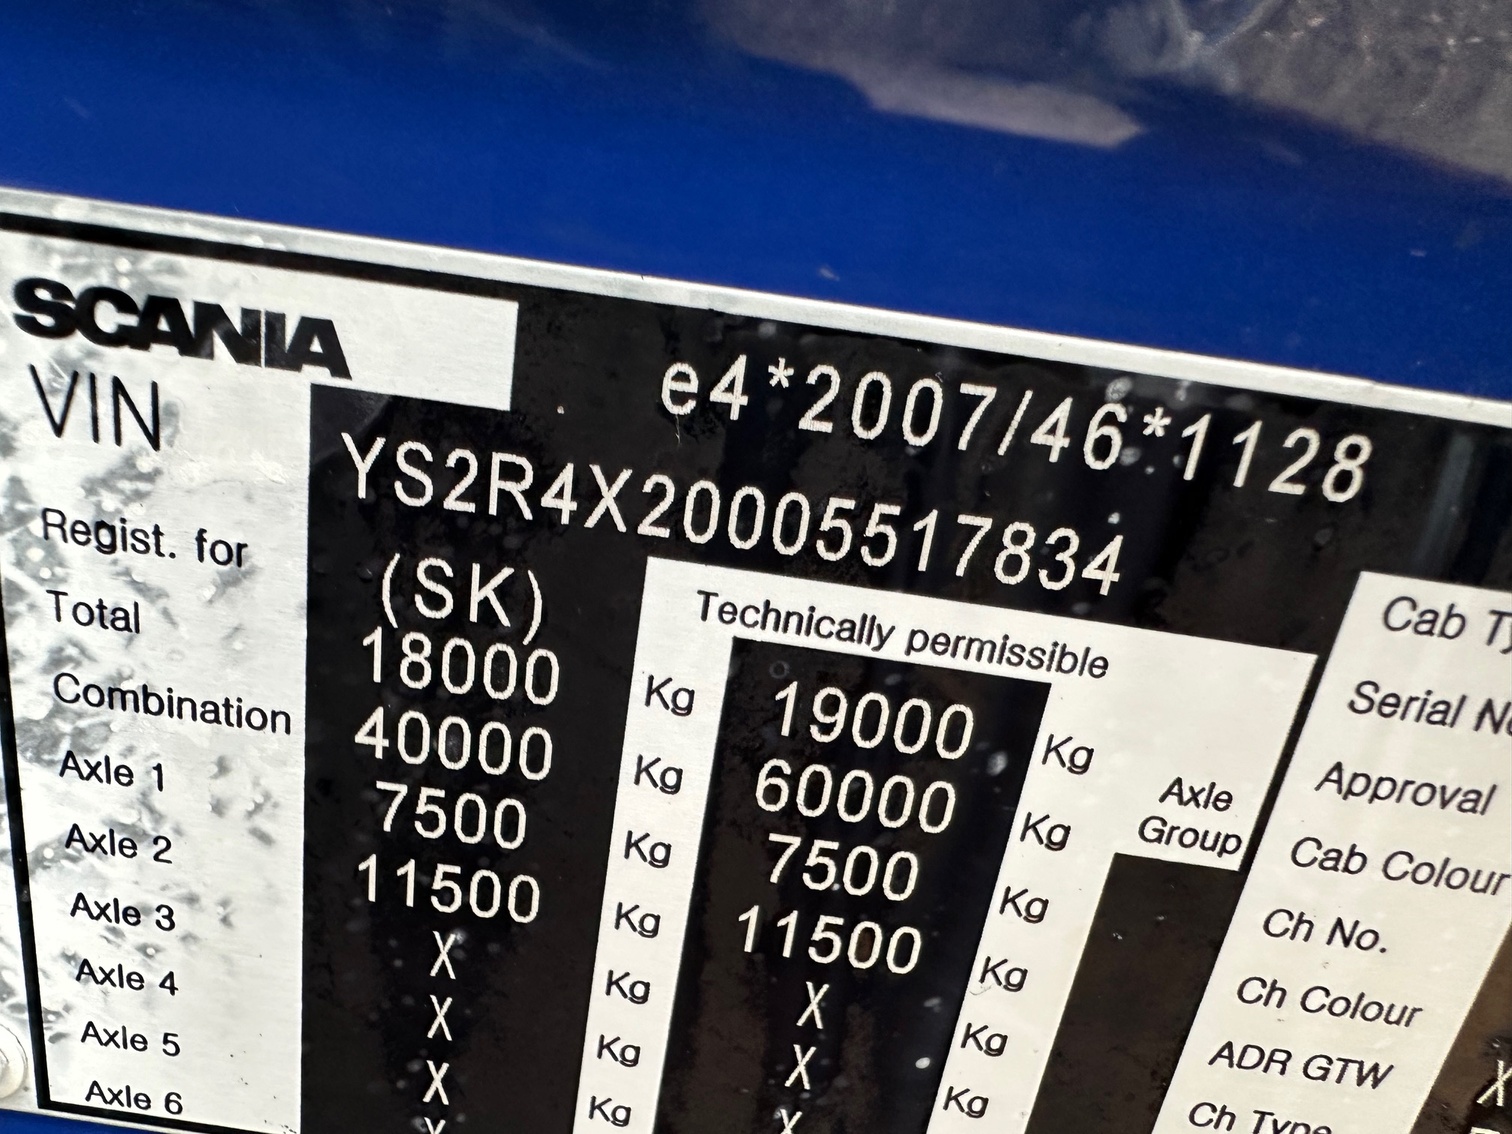 SCANIA
e4*2007/46*1128
VIN YS2R4X20005517834
Regist. for (SK) Technically permissible
Total 18000 Kg 19000 Kg
Combination 40000 Kg 60000 Kg
Axle 1 7500 Kg 7500 Kg
Axle 2 11500 Kg 11500 Kg
Axle 3 X Kg X Kg
Axle 4 X Kg X Kg
Axle 5 X Kg X
Axle 6
Axle
Group
Cab
Serial
Approval
Cab Colour
Ch No.
Ch Colour
ADR GTW X
Ch